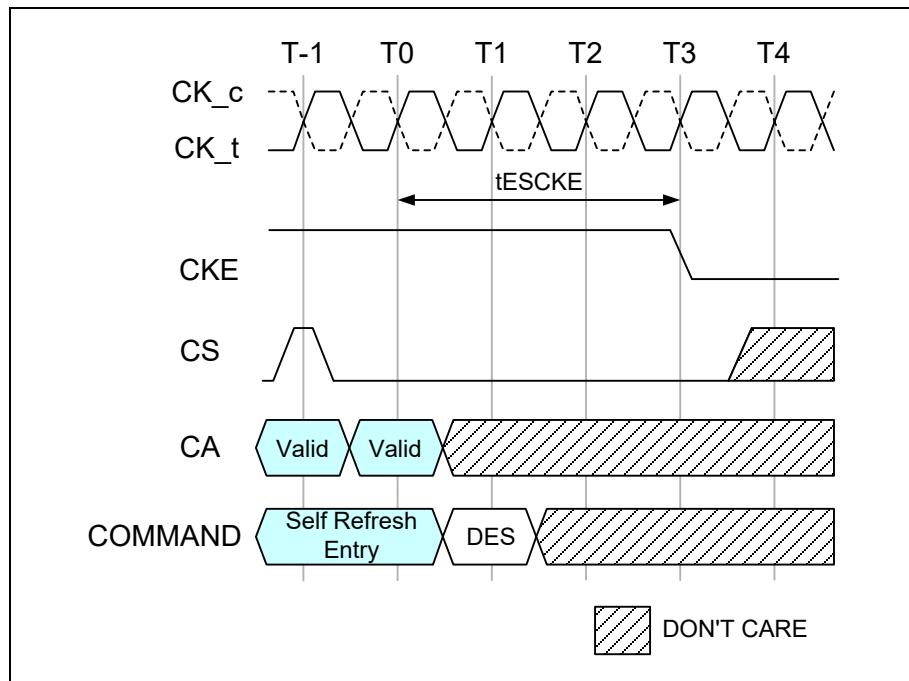 T-1 T0 T1 T2 T3 T4
CK_c
CK_t
tESCKE
CKE
CS
CA Valid Valid
COMMAND Self Refresh Entry DES
DON'T CARE